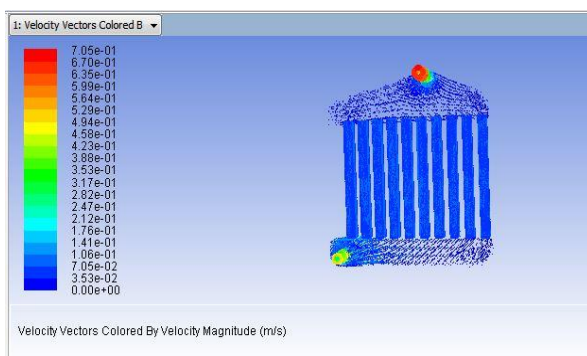 1: Velocity Vectors Colored B
7.05e-01
6.70e-01
6.35e-01
5.99e-01
5.64e-01
5.29e-01
4.94e-01
4.58e-01
4.23e-01
3.88e-01
3.53e-01
3.17e-01
2.82e-01
2.47e-01
2.12e-01
1.76e-01
1.41e-01
1.06e-01
7.05e-02
3.53e-02
0.00e+00
Velocity Vectors Colored By Velocity Magnitude (m/s)